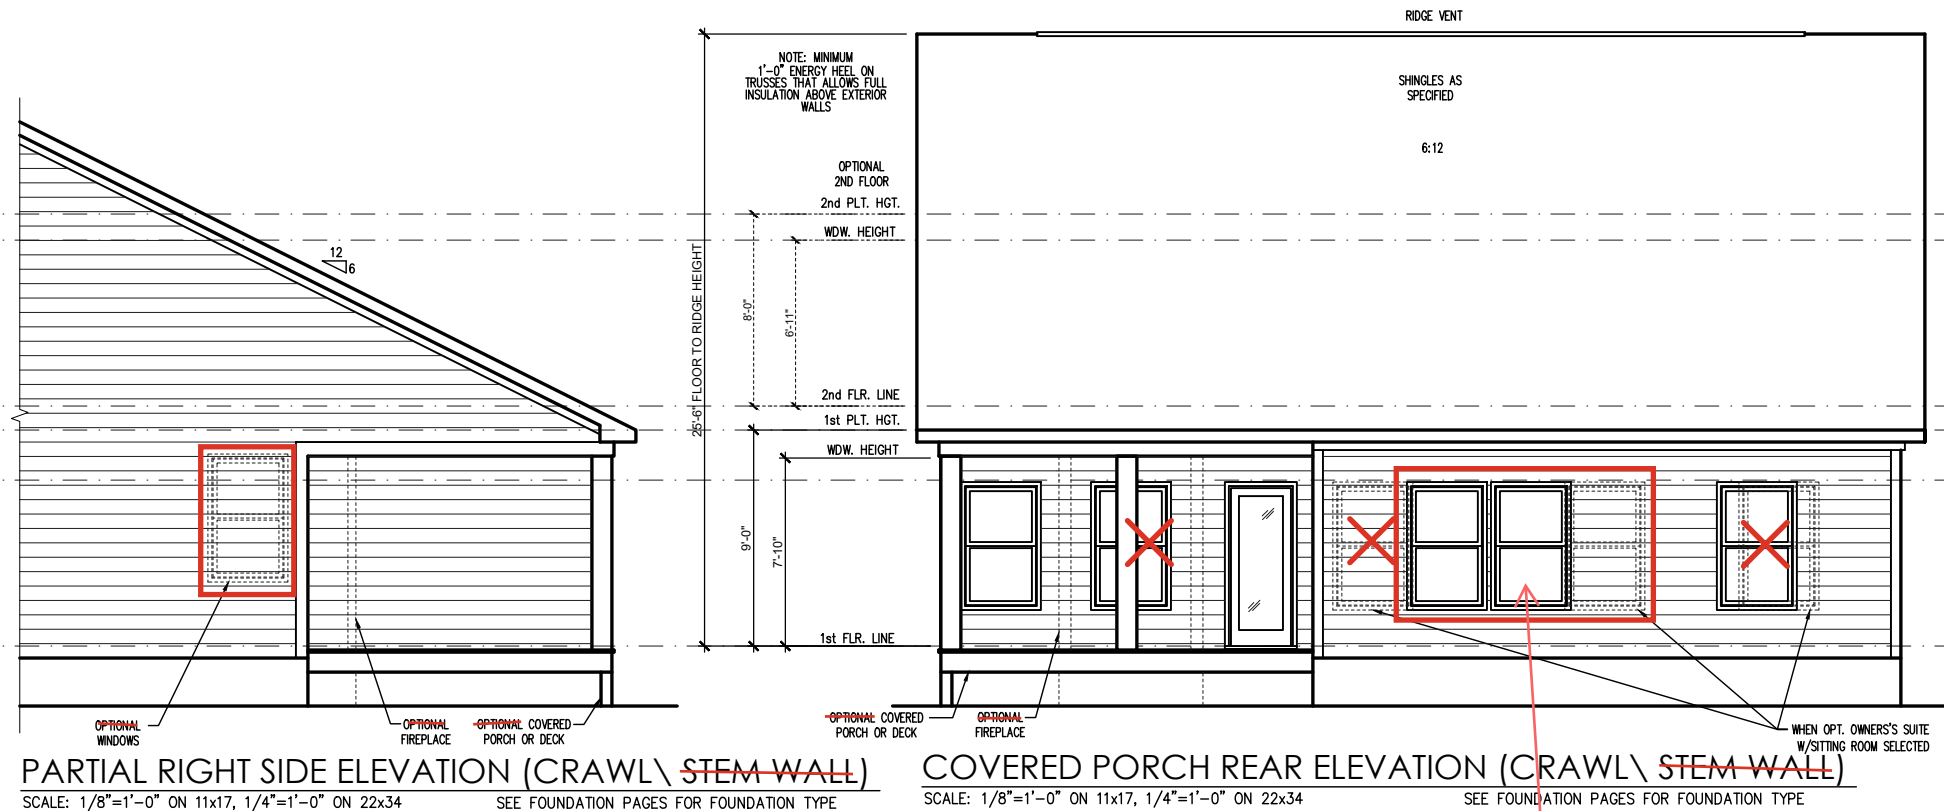 RIDGE VENT
NOTE: MINIMUM
1'-0" ENERGY HEEL ON
TRUSSES THAT ALLOWS FULL
INSULATION ABOVE EXTERIOR
WALLS
SHINGLES AS
SPECIFIED
6:12
OPTIONAL
2ND FLOOR
2nd PLT. HGT.
WDW. HEIGHT
12
6
25'-6" FLOOR TO RIDGE HEIGHT
8'-0"
6'-11"
2nd FLR. LINE
1st PLT. HGT.
WDW. HEIGHT
9'-0"
7'-10"
1st FLR. LINE
OPTIONAL
WINDOWS
OPTIONAL
FIREPLACE
OPTIONAL COVERED
PORCH OR DECK
OPTIONAL COVERED
PORCH OR DECK
OPTIONAL
FIREPLACE
WHEN OPT. OWNERS'S SUITE
W/SITTING ROOM SELECTED
PARTIAL RIGHT SIDE ELEVATION (CRAWL\ STEM WALL)
SCALE: 1/8"=1'-0" ON 11x17, 1/4"=1'-0" ON 22x34
SEE FOUNDATION PAGES FOR FOUNDATION TYPE
COVERED PORCH REAR ELEVATION (CRAWL\ STEM WALL)
SCALE: 1/8"=1'-0" ON 11x17, 1/4"=1'-0" ON 22x34
SEE FOUNDATION PAGES FOR FOUNDATION TYPE